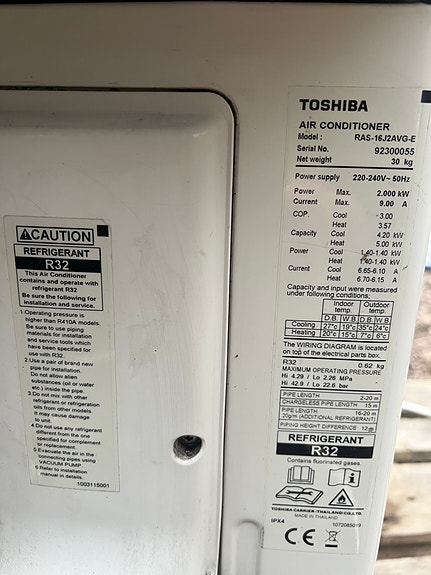 TOSHIBA
AIR CONDITIONER
Model : RAS-16J2AVG-E
Serial No. 92300055
Net weight 30 kg
Power supply 220-240V~ 50Hz
Power Max. 2.000 kW
Current Max. 9.00 A
COP. Cool 3.00
Heat 3.57
Capacity Cool 4.20 kW
Heat 5.00 kW
Power Cool 1.40-1.40 kW
Heat 1.40-1.40 kW
Current Cool 6.65-6.10 A
Heat 6.70-6.15 A
Capacity and input were measured
under following conditions;
Indoor temp. Outdoor temp.
D.B. W.B. D.B. W.B.
Cooling 27°c 19°c 35°c 24°c
Heating 20°c 15°c 7°c 6°c
The WIRING DIAGRAM is located
on top of the electrical parts box.
R32 0.62 kg
MAXIMUM OPERATING PRESSURE
Hi 4.29 / Lo 2.26 MPa
Hi 42.9 / Lo 22.6 bar
PIPE LENGTH 2-20 m
CHARGELESS PIPE LENGTH 15 m
PIPE LENGTH 16-20 m
20g/m (ADDITIONAL REFRIGERANT)
PIPING HEIGHT DIFFERENCE 12 m
REFRIGERANT
R32
Contains fluorinated gases.
TOSHIBA CARRIER (THAILAND) CO.,LTD.
MADE IN THAILAND
IPX4 1072085019
CE
CAUTION
REFRIGERANT
R32
This Air Conditioner
contains and operate with
refrigerant R32
Be sure the following for
installation and service.
1.Operating pressure is
higher than R410A models.
Be sure to use piping
materials for installation
and service tools which
have been specified for
use with R32.
2.Use a pair of brand new
pipe for installation.
Do not allow alien
substances (oil or water
etc.) inside the pipe.
3.Do not mix with other
refrigerant or refrigeration
oils from other models.
It may cause damage
to unit.
4.Do not use any refrigerant
different from the one
specified for complement
or replacement.
5.Evacuate the air in the
connecting pipes using
VACUUM PUMP.
6.Refer to installation
manual in details.
1003115001